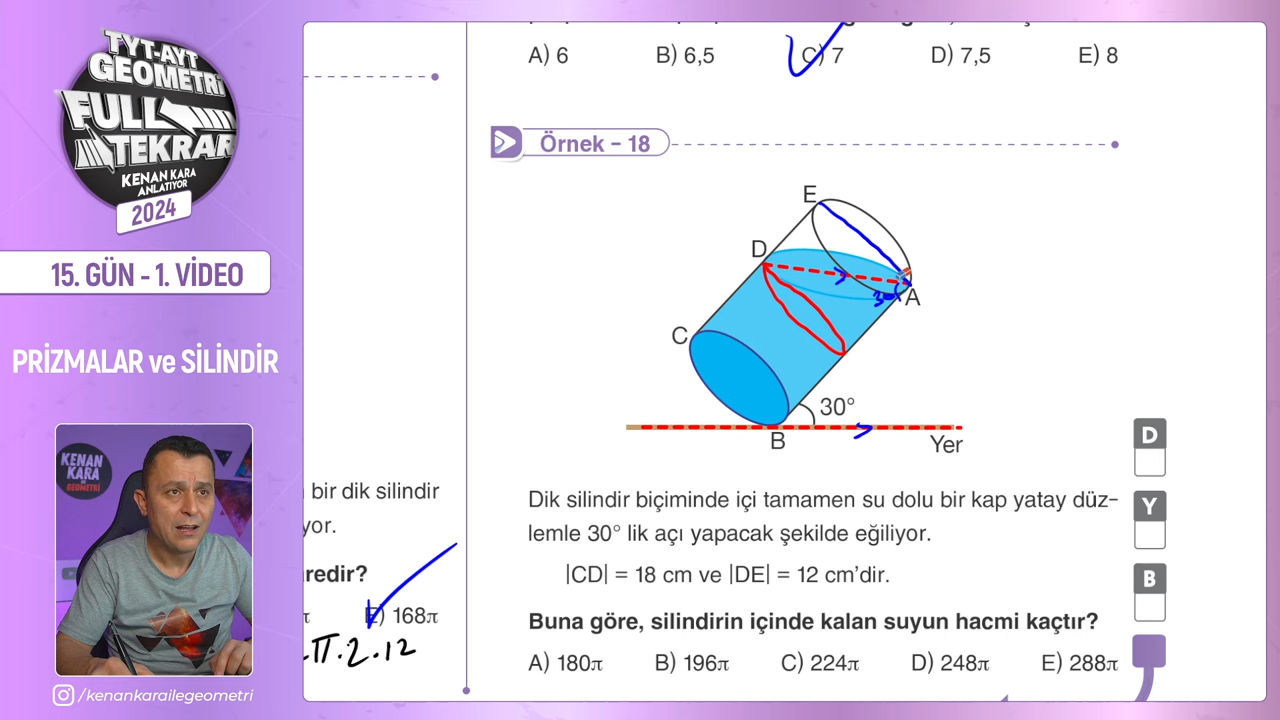 TYT-AYT
GEOMETRİ
FULL
TEKRAR
KENAN KARA
ANLATIYOR
2024
15. GÜN - 1. VİDEO
PRİZMALAR ve SİLİNDİR
KENAN
KARA
GEOMETRİ
/kenankarailegeometri
bir dik silindir
yor.
redir?
π E) 168π
.π.2.12
A) 6 B) 6,5 C) 7 D) 7,5 E) 8
Örnek – 18
E
D
A
30
C
30°
B
Yer
Dik silindir biçiminde içi tamamen su dolu bir kap yatay düz–
lemle 30° lik açı yapacak şekilde eğiliyor.
|CD| = 18 cm ve |DE| = 12 cm'dir.
Buna göre, silindirin içinde kalan suyun hacmi kaçtır?
A) 180π B) 196π C) 224π D) 248π E) 288π
D
Y
B